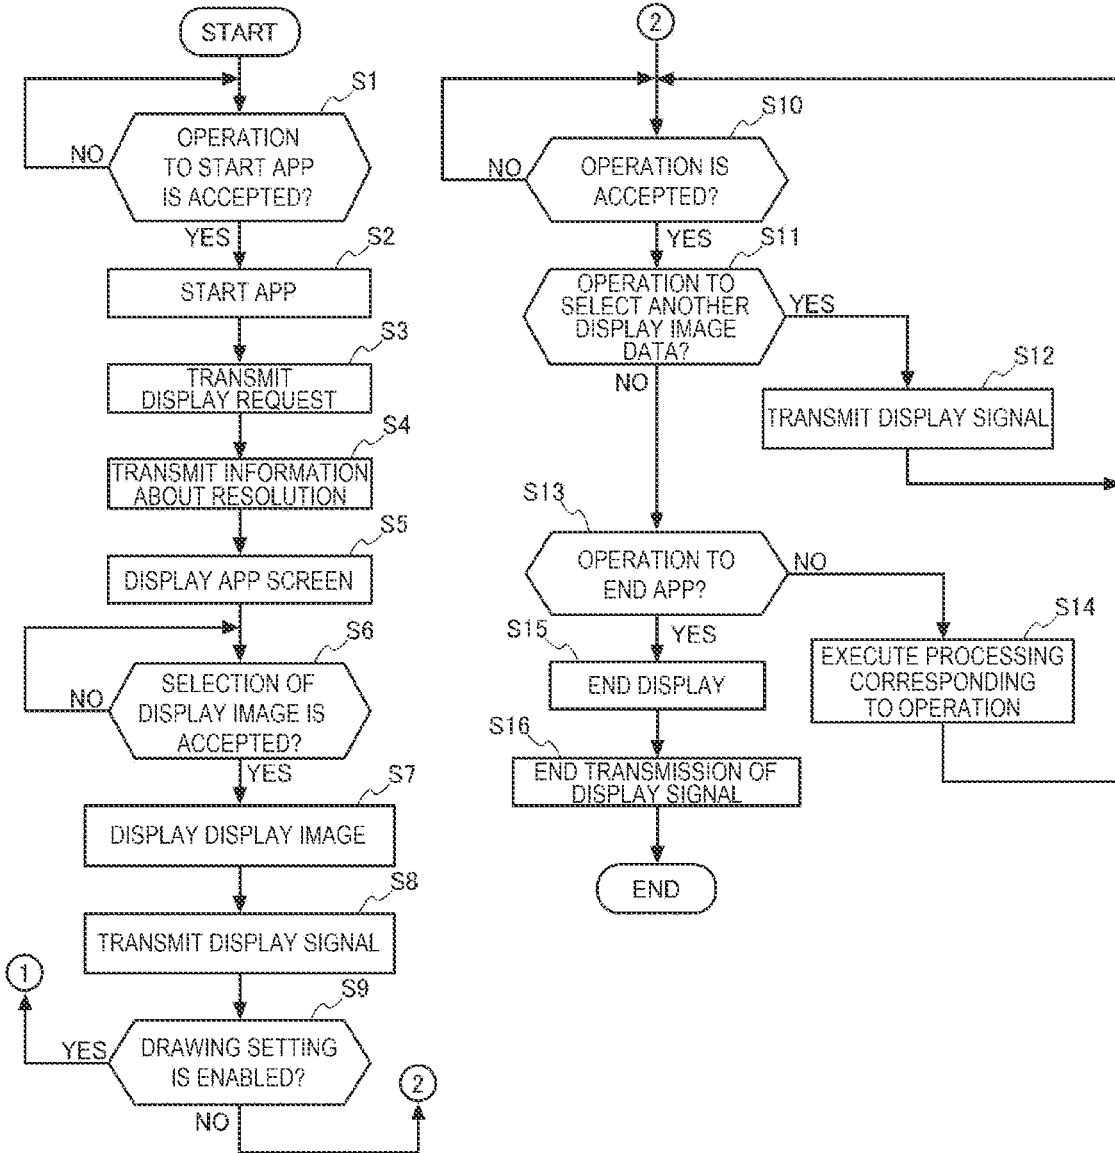 START
S1
OPERATION
TO START APP
IS ACCEPTED?
NO
YES
S2
START APP
S3
TRANSMIT
DISPLAY REQUEST
S4
TRANSMIT INFORMATION
ABOUT RESOLUTION
S5
DISPLAY APP SCREEN
S6
SELECTION OF
DISPLAY IMAGE IS
ACCEPTED?
NO
YES
S7
DISPLAY DISPLAY IMAGE
S8
TRANSMIT DISPLAY SIGNAL
1
S9
DRAWING SETTING
IS ENABLED?
YES
NO
2
2
S10
OPERATION IS
ACCEPTED?
NO
YES
S11
OPERATION TO
SELECT ANOTHER
DISPLAY IMAGE
DATA?
YES
NO
S12
TRANSMIT DISPLAY SIGNAL
S13
OPERATION TO
END APP?
NO
YES
S14
EXECUTE PROCESSING
CORRESPONDING
TO OPERATION
S15
END DISPLAY
S16
END TRANSMISSION OF
DISPLAY SIGNAL
END